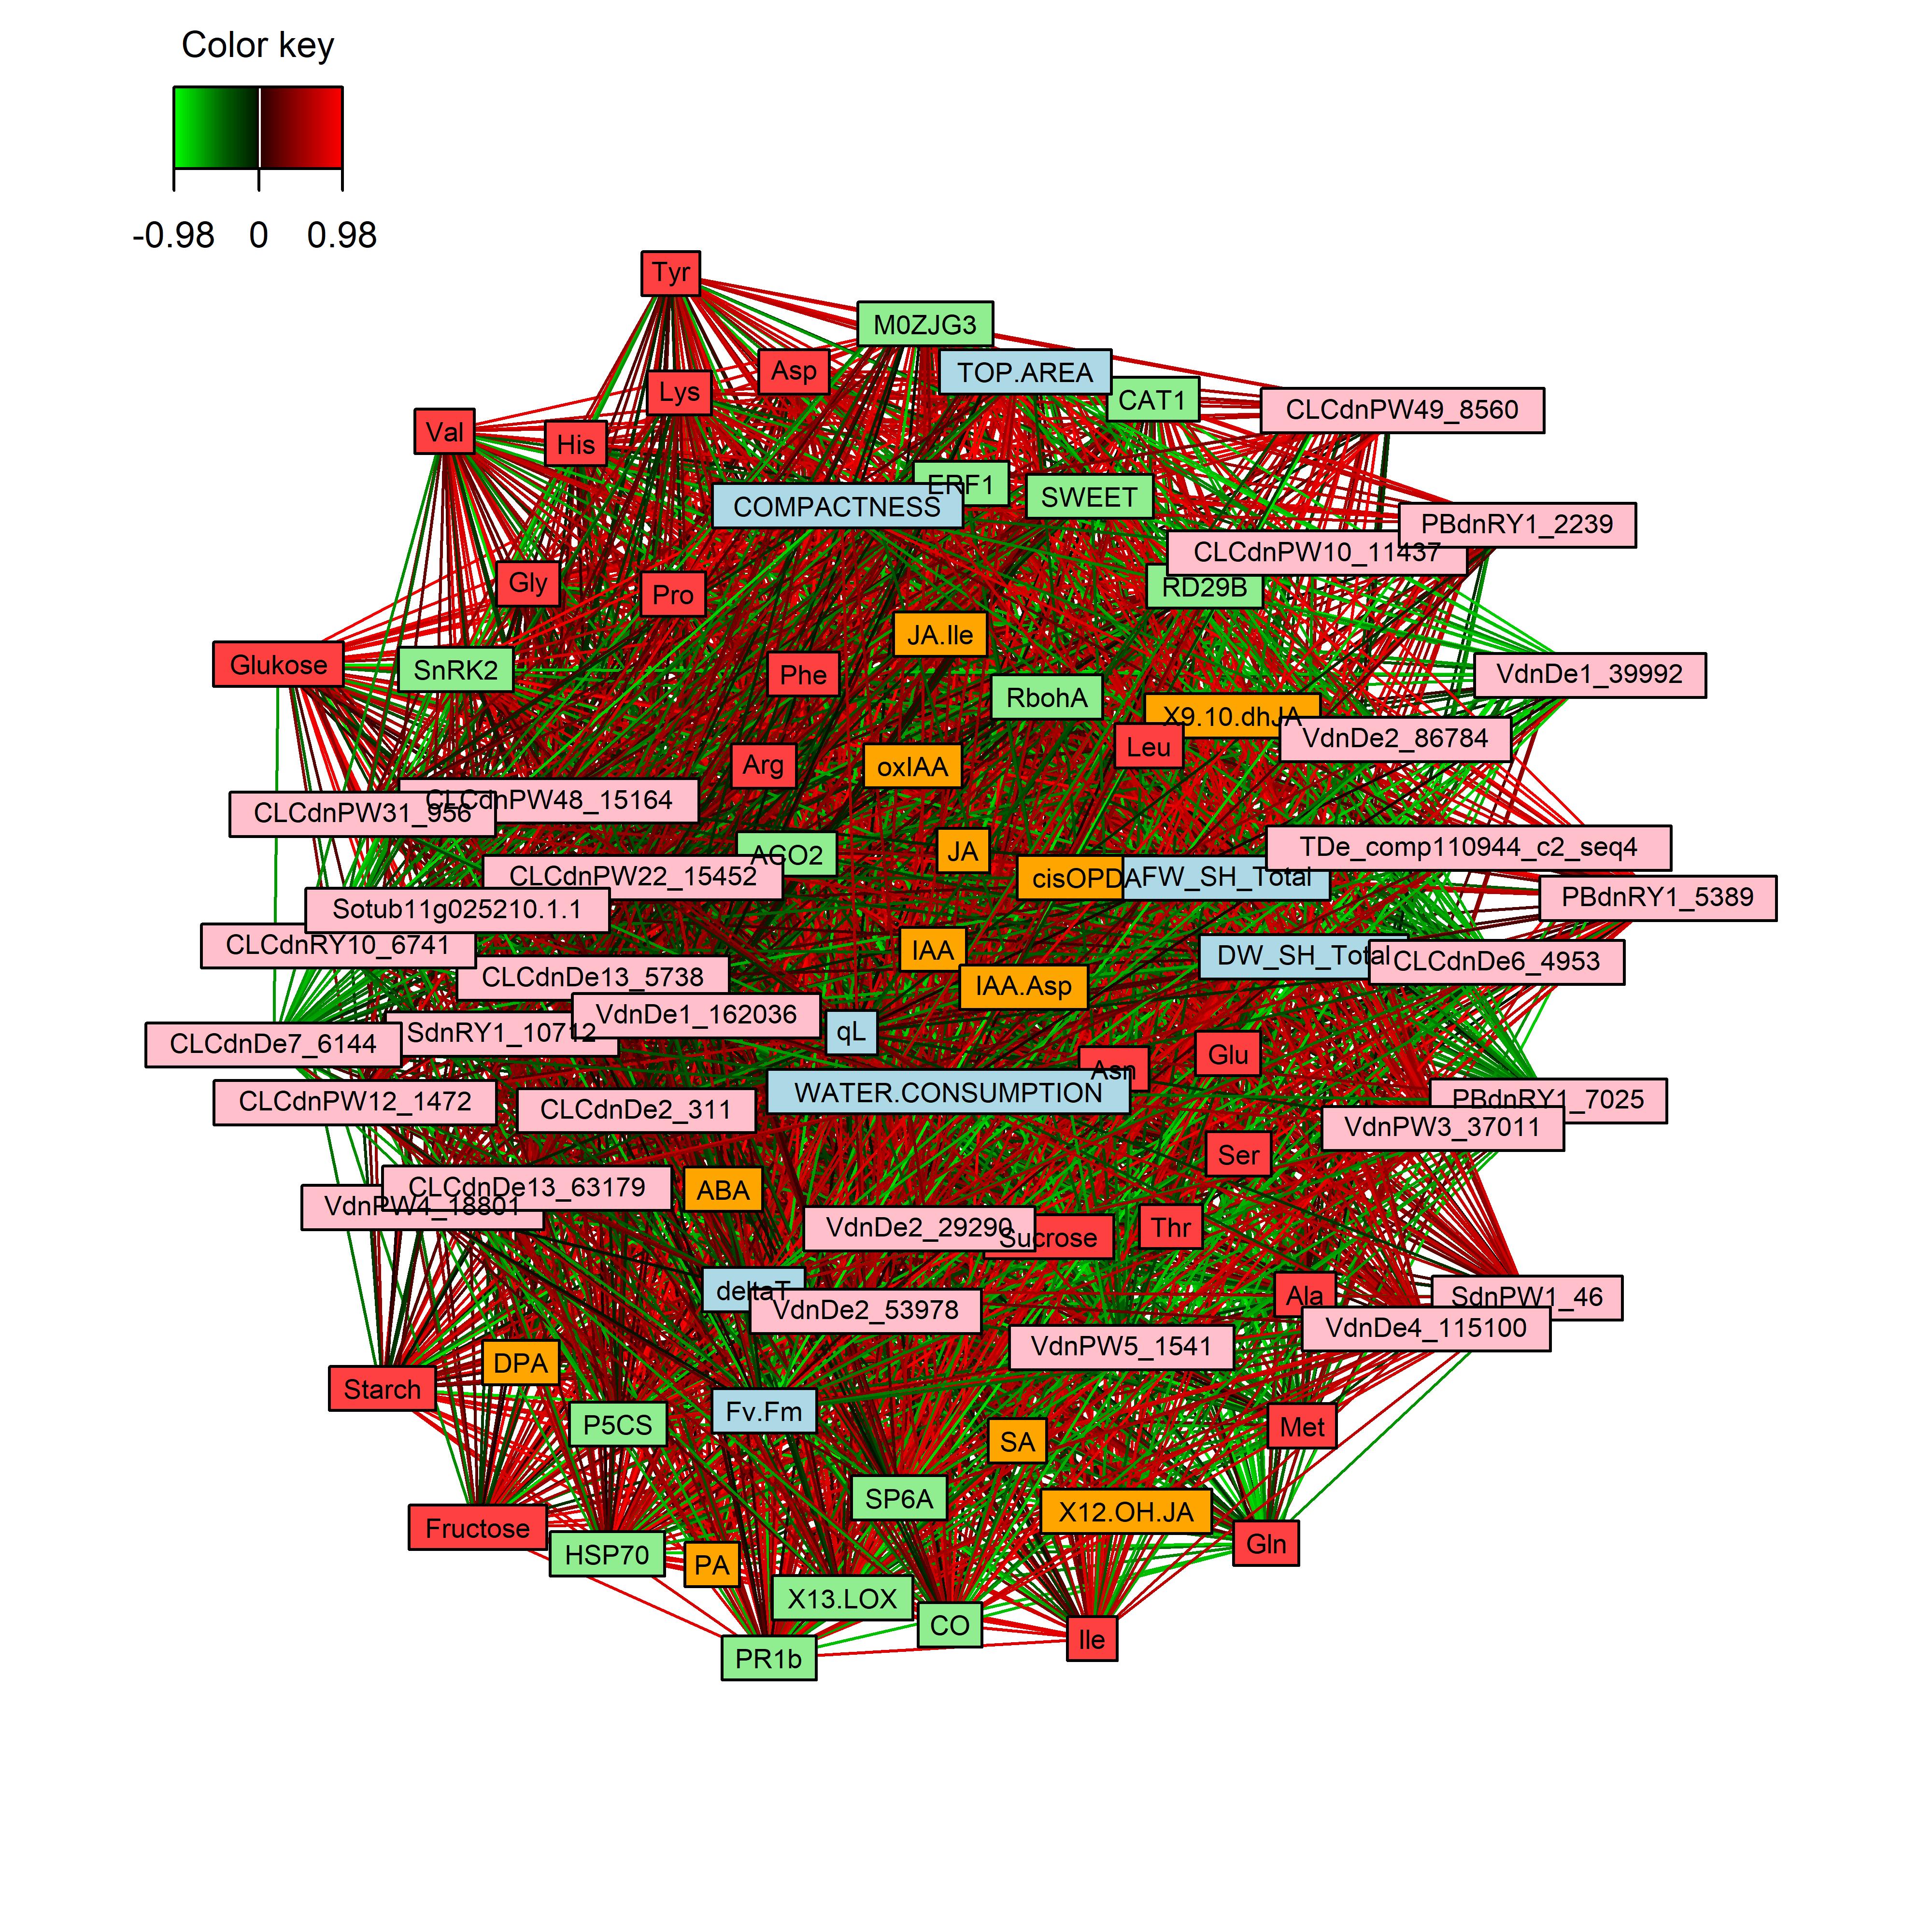 Color key
-0.98 0 0.98
Tyr
M0ZJG3
Asp
TOP.AREA
Lys
CAT1
CLCdnPW49_8560
Val
His
ERF1
SWEET
COMPACTNESS
PBdnRY1_2239
CLCdnPW10_11437
Gly
Pro
RD29B
JA.Ile
Glukose
SnRK2
Phe
VdnDe1_39992
RbohA
X9.10.dhJA
VdnDe2_86784
Leu
Arg
oxIAA
CLCdnPW48_15164
CLCdnPW31_956
TDe_comp110944_c2_seq4
ACO2
JA
CLCdnPW22_15452
cisOPDA
FW_SH_Total
PBdnRY1_5389
Sotub11g025210.1.1
CLCdnRY10_6741
IAA
DW_SH_Total
CLCdnDe6_4953
CLCdnDe13_5738
IAA.Asp
VdnDe1_162036
SdnRY1_10712
qL
CLCdnDe7_6144
Glu
Asn
WATER.CONSUMPTION
CLCdnPW12_1472
CLCdnDe2_311
PBdnRY1_7025
VdnPW3_37011
Ser
CLCdnDe13_63179
ABA
VdnPW4_18801
VdnDe2_29290
Sucrose
Thr
deltaT
Ala
SdnPW1_46
VdnDe2_53978
VdnDe4_115100
VdnPW5_1541
DPA
Starch
P5CS
Fv.Fm
Met
SA
SP6A
X12.OH.JA
Fructose
HSP70
Gln
PA
X13.LOX
CO
Ile
PR1b